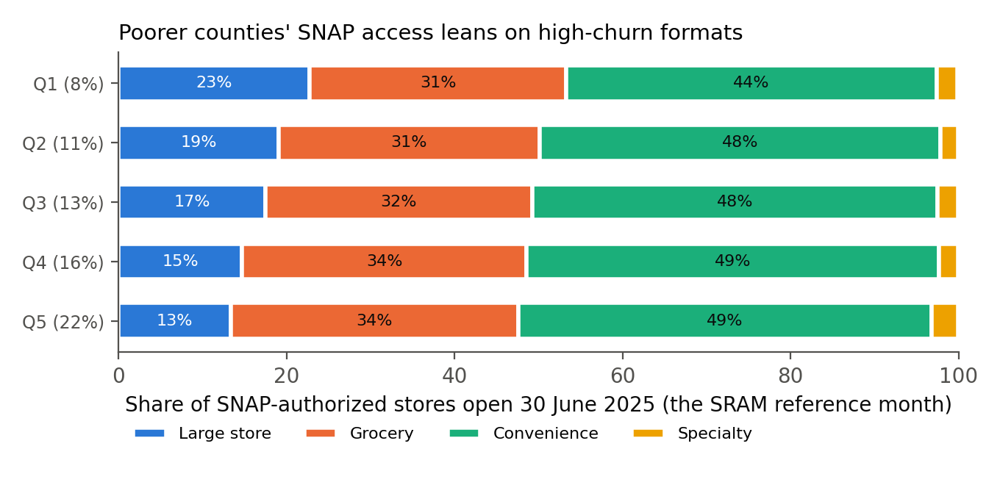 Poorer counties' SNAP access leans on high-churn formats
Q1 (8%) 23% 31% 44%
Q2 (11%) 19% 31% 48%
Q3 (13%) 17% 32% 48%
Q4 (16%) 15% 34% 49%
Q5 (22%) 13% 34% 49%
0 20 40 60 80 100
Share of SNAP-authorized stores open 30 June 2025 (the SRAM reference month)
Large store Grocery Convenience Specialty